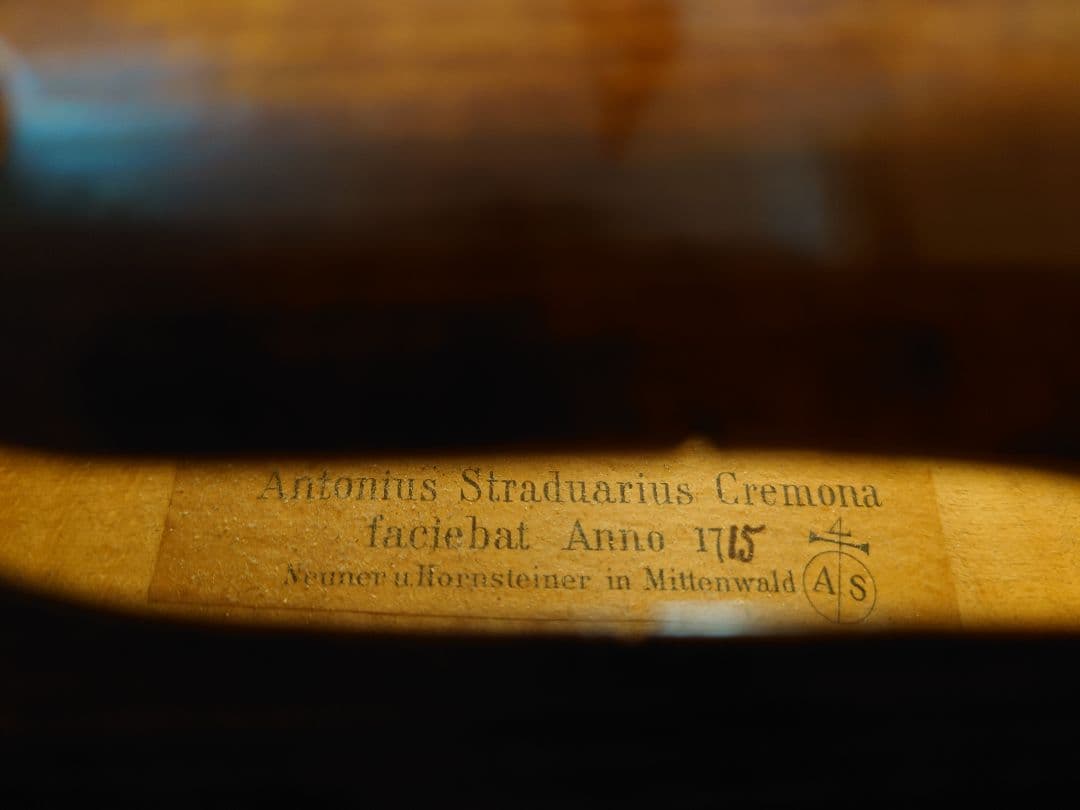 Antonius Straduarius Cremona
faciebat Anno 1715
Neuner u. Hornsteiner in Mittenwald
A S